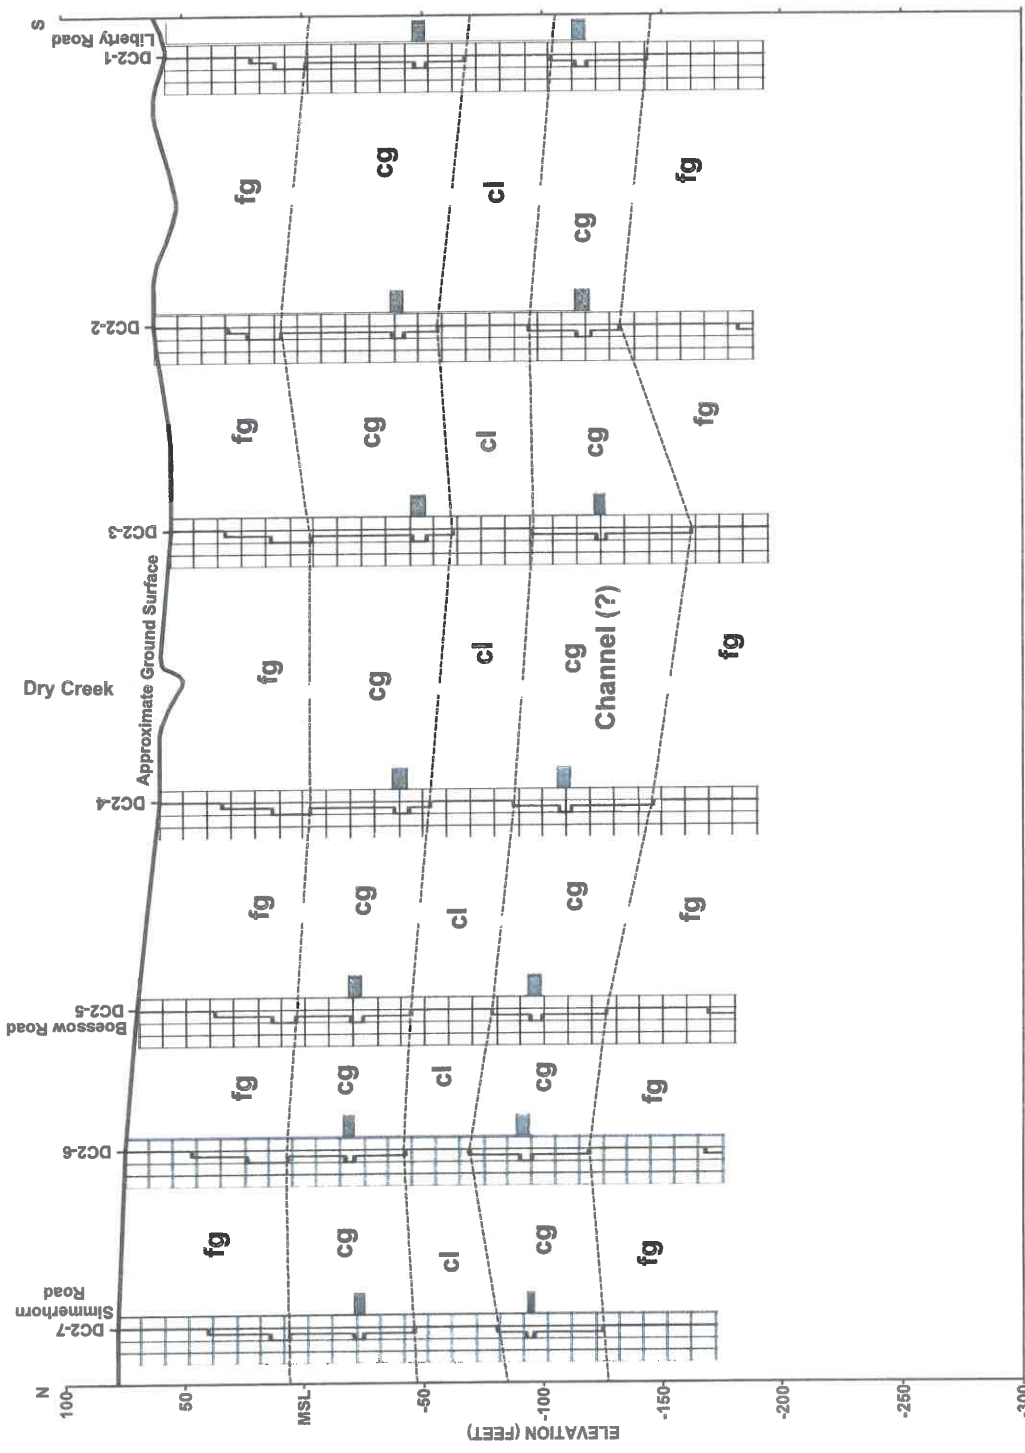 N
S
Simmerhorn
Road
DC2-7
DC2-6
Boessow Road
DC2-5
DC2-4
Dry Creek
Approximate Ground Surface
DC2-3
DC2-2
Liberty Road
DC2-1
fg
fg
fg
fg
fg
fg
cg
cg
cg
cg
cg
cg
cl
cl
cl
cl
cl
cl
cg
cg
cg
cg
Channel (?)
cg
cg
fg
fg
fg
fg
fg
fg
100
50
MSL
-50
-100
-150
-200
-250
-300
ELEVATION (FEET)